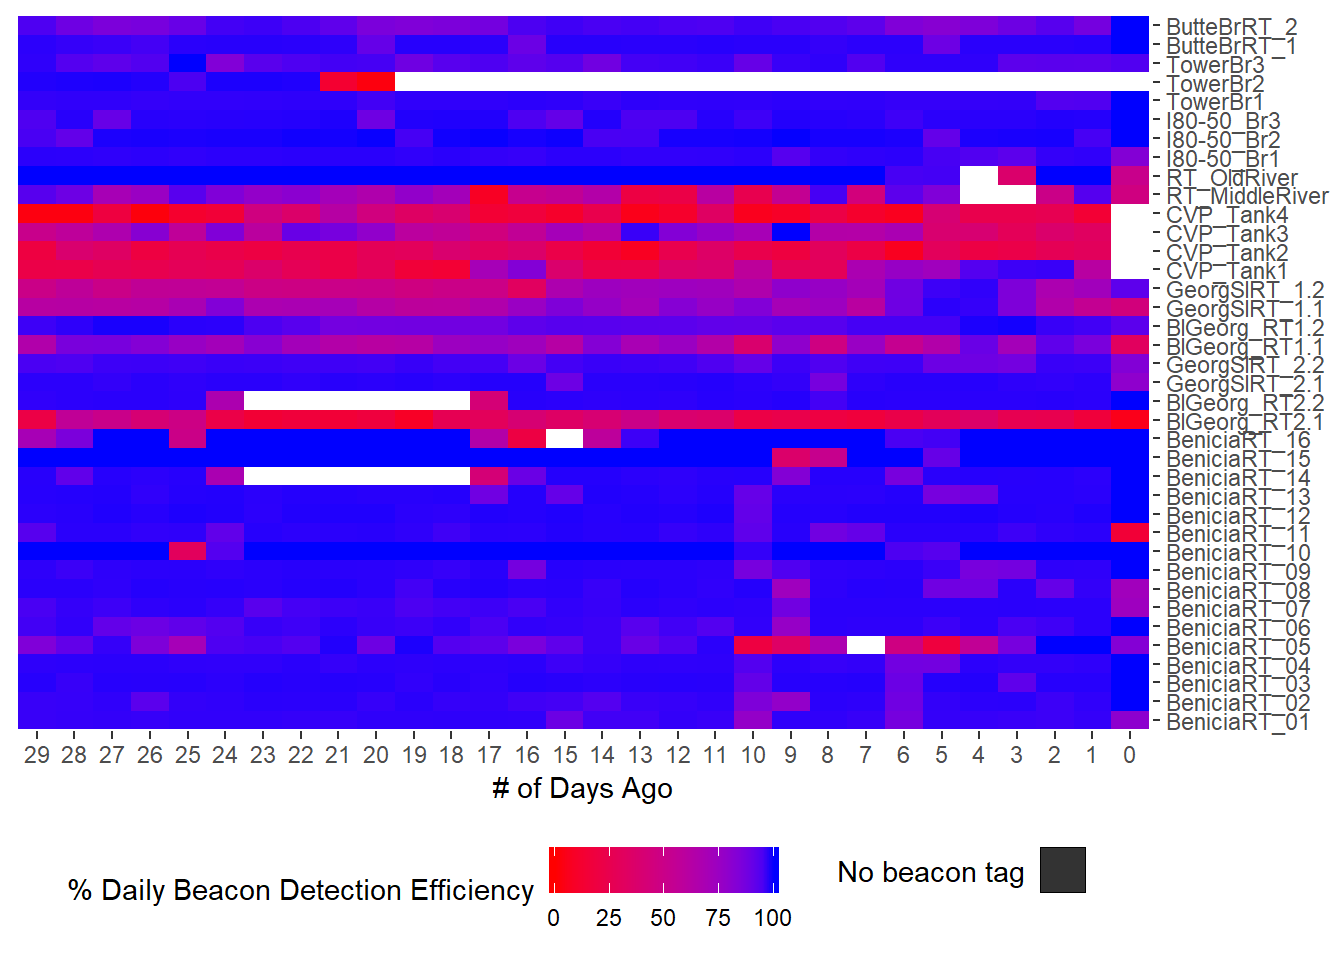 ButteBrRT_2
ButteBrRT_1
TowerBr3
TowerBr2
TowerBr1
I80-50_Br3
I80-50_Br2
I80-50_Br1
RT_OldRiver
RT_MiddleRiver
CVP_Tank4
CVP_Tank3
CVP_Tank2
CVP_Tank1
GeorgSlRT_1.2
GeorgSlRT_1.1
BlGeorg_RT1.2
BlGeorg_RT1.1
GeorgSlRT_2.2
GeorgSlRT_2.1
BlGeorg_RT2.2
BlGeorg_RT2.1
BeniciaRT_16
BeniciaRT_15
BeniciaRT_14
BeniciaRT_13
BeniciaRT_12
BeniciaRT_11
BeniciaRT_10
BeniciaRT_09
BeniciaRT_08
BeniciaRT_07
BeniciaRT_06
BeniciaRT_05
BeniciaRT_04
BeniciaRT_03
BeniciaRT_02
BeniciaRT_01
29 28 27 26 25 24 23 22 21 20 19 18 17 16 15 14 13 12 11 10 9 8 7 6 5 4 3 2 1 0
# of Days Ago
% Daily Beacon Detection Efficiency
0 25 50 75 100
No beacon tag